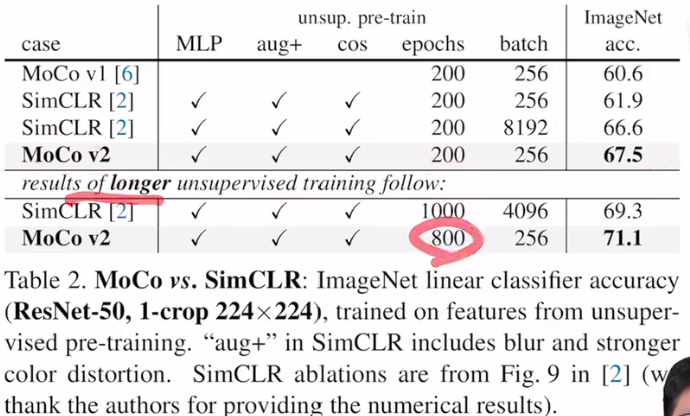 unsup. pre-train ImageNet
case MLP aug+ cos epochs batch acc.
MoCo v1 [6] 200 256 60.6
SimCLR [2] ✓ ✓ ✓ 200 256 61.9
SimCLR [2] ✓ ✓ ✓ 200 8192 66.6
MoCo v2 ✓ ✓ ✓ 200 256 67.5
results of longer unsupervised training follow:
SimCLR [2] ✓ ✓ ✓ 1000 4096 69.3
MoCo v2 ✓ ✓ ✓ 800 256 71.1
Table 2. MoCo vs. SimCLR: ImageNet linear classifier accuracy
(ResNet-50, 1-crop 224×224), trained on features from unsuper-
vised pre-training. “aug+” in SimCLR includes blur and stronger
color distortion. SimCLR ablations are from Fig. 9 in [2] (w
thank the authors for providing the numerical results).